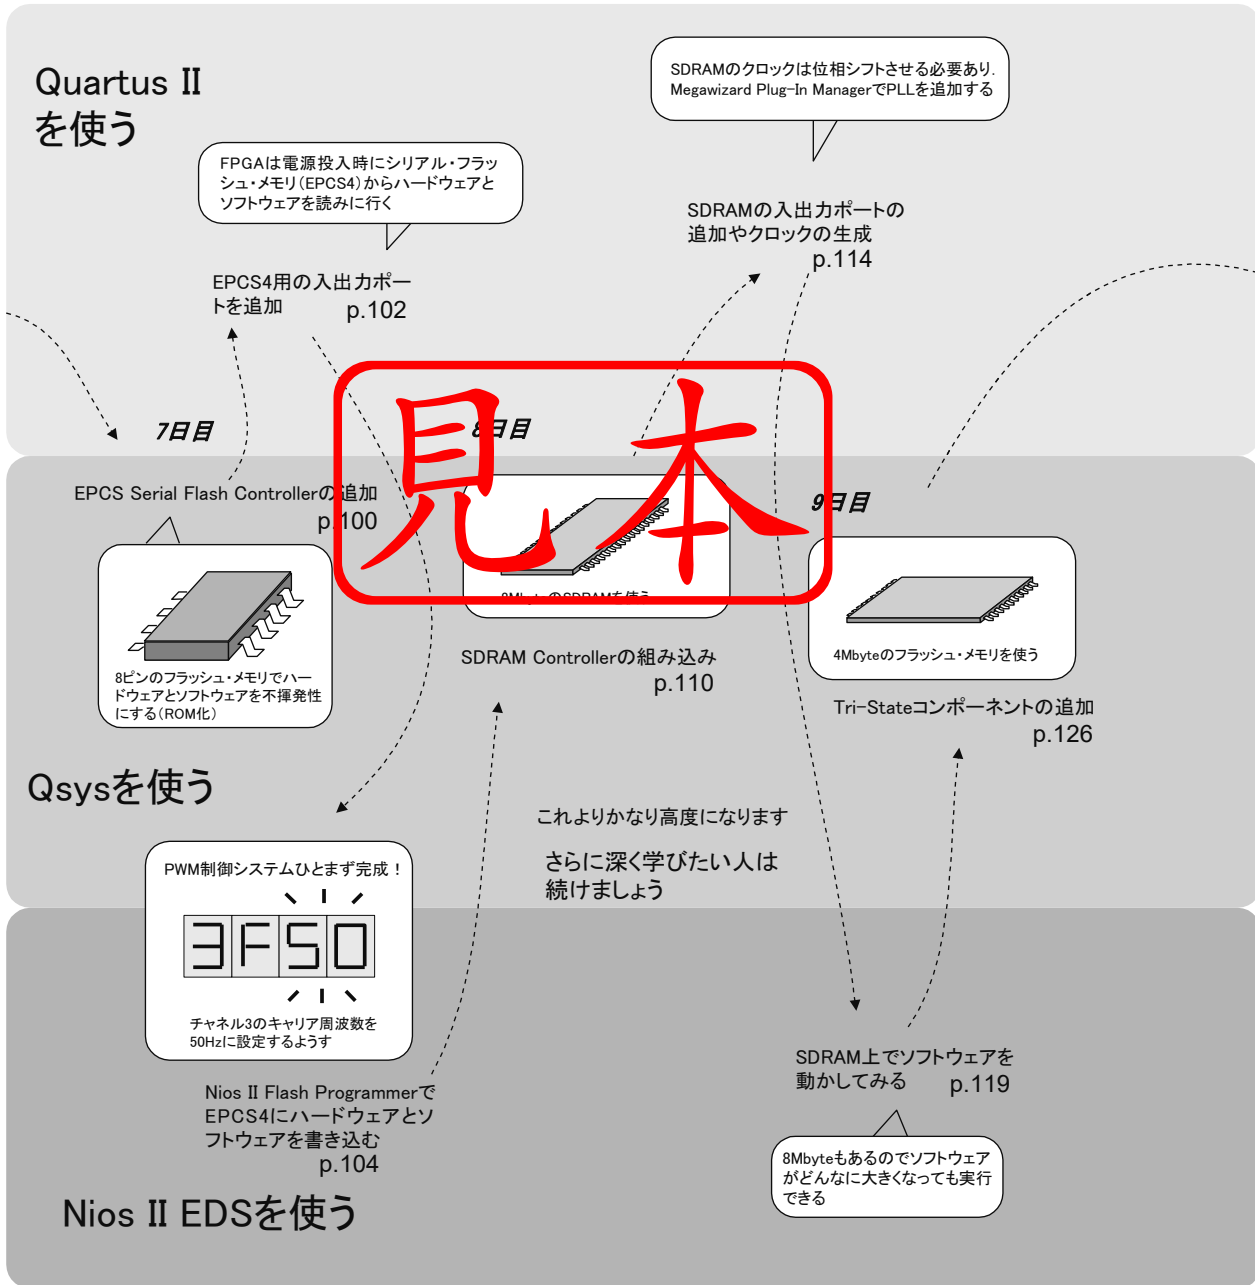 Quartus II
を使う
SDRAMのクロックは位相シフトさせる必要あり．
Megawizard Plug-In ManagerでPLLを追加する
FPGAは電源投入時にシリアル・フラッ
シュ・メモリ（EPCS4）からハードウェアと
ソフトウェアを読みに行く
SDRAMの入出力ポートの
追加やクロックの生成
p.114
EPCS4用の入出力ポー
トを追加 p.102
7日目
8日目
見本
EPCS Serial Flash Controllerの追加
p.100
9日目
8MbyteのSDRAMを使う
4Mbyteのフラッシュ・メモリを使う
8ピンのフラッシュ・メモリでハー
ドウェアとソフトウェアを不揮発性
にする（ROM化）
SDRAM Controllerの組み込み
p.110
Tri-Stateコンポーネントの追加
p.126
Qsysを使う
これよりかなり高度になります
さらに深く学びたい人は
続けましょう
PWM制御システムひとまず完成！
3F50
チャネル3のキャリア周波数を
50Hzに設定するようす
SDRAM上でソフトウェアを
動かしてみる p.119
Nios II Flash Programmerで
EPCS4にハードウェアとソ
フトウェアを書き込む
p.104
8Mbyteもあるのでソフトウェア
がどんなに大きくなっても実行
できる
Nios II EDSを使う